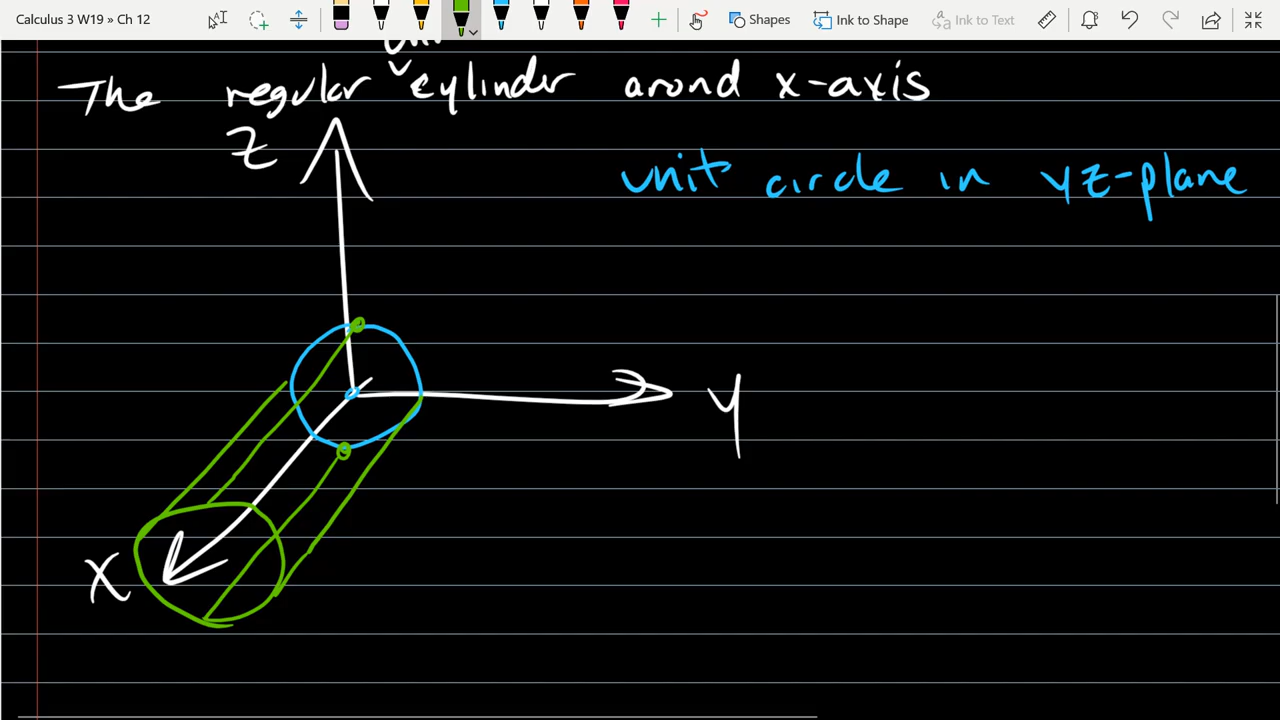 Calculus 3 W19 » Ch 12
Shapes
Ink to Shape
Ink to Text
The regular cylinder arond x-axis
Z
unit circle in yz-plane
Y
X